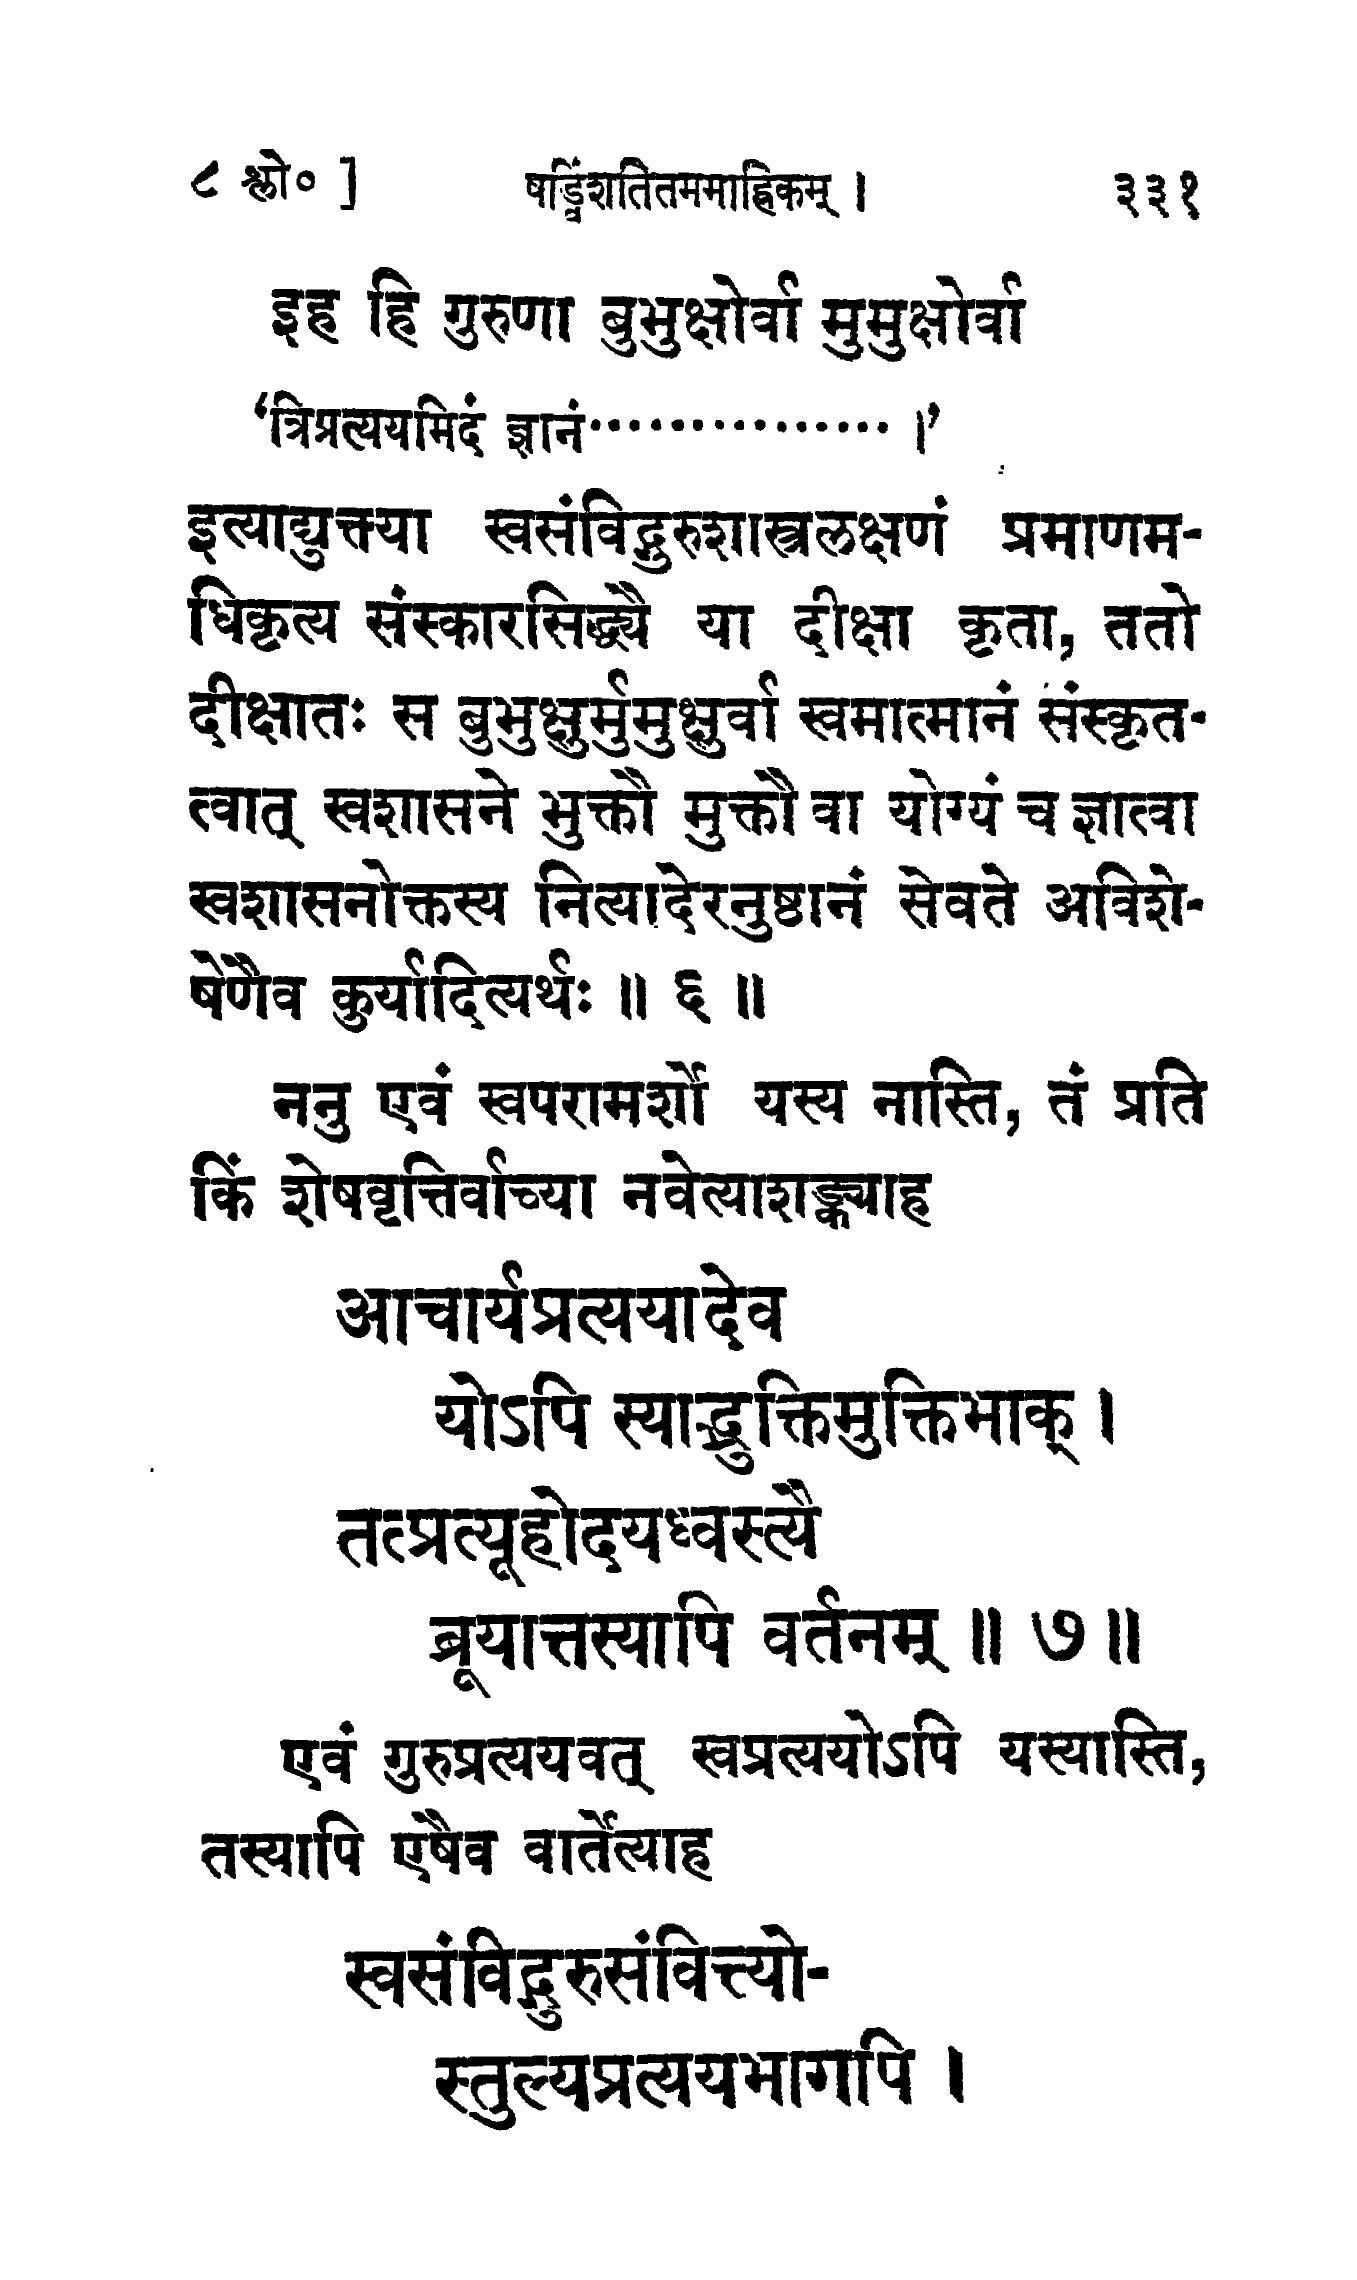 ८ श्लो० ] षड्विंशतितममाह्निकम् । ३३१
इह हि गुरुणा बुभुक्षोर्वा मुमुक्षोर्वा
‘त्रिप्रत्ययमिदं ज्ञानं··············· ।’
इत्याद्युक्त्या स्वसंविद्गुरुशास्त्रलक्षणं प्रमाणम-
धिकृत्य संस्कारसिद्ध्यै या दीक्षा कृता, ततो
दीक्षातः स बुभुक्षुर्मुमुक्षुर्वा स्वमात्मानं संस्कृत-
त्वात् स्वशासने भुक्तौ मुक्तौ वा योग्यं च ज्ञात्वा
स्वशासनोक्तस्य नित्यादेरनुष्ठानं सेवते अविशे-
षेणैव कुर्यादित्यर्थः ॥ ६ ॥
ननु एवं स्वपरामर्शो यस्य नास्ति, तं प्रति
किं शेषवृत्तिर्वाच्या नवेत्याशङ्क्याह
आचार्यप्रत्ययादेव
योऽपि स्याद्भुक्तिमुक्तिभाक् ।
तत्प्रत्यूहोदयध्वस्त्यै
ब्रूयात्तस्यापि वर्तनम् ॥ ७ ॥
एवं गुरुप्रत्ययवत् स्वप्रत्ययोऽपि यस्यास्ति,
तस्यापि एषैव वार्तेत्याह
स्वसंविद्गुरुसंवित्त्यो-
स्तुल्यप्रत्ययभागपि ।